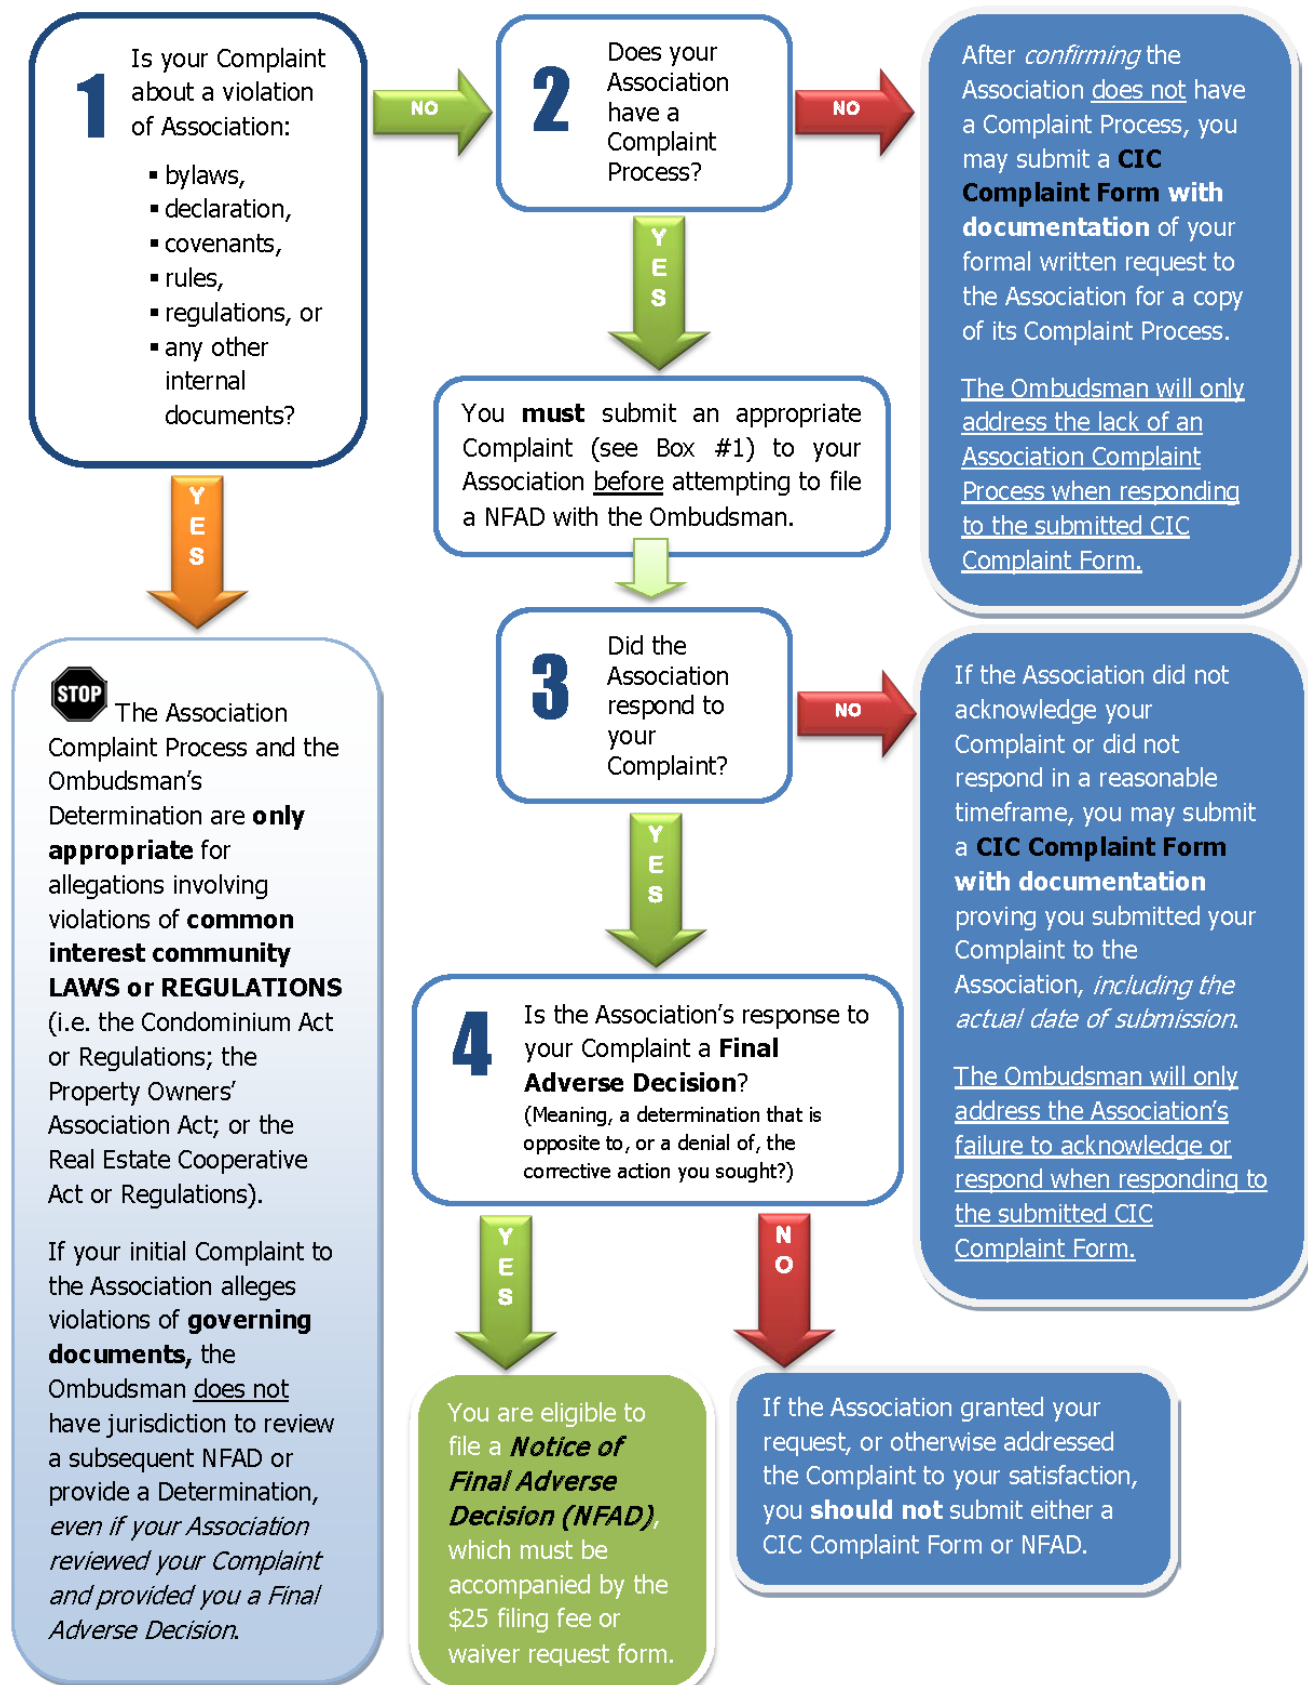 1
Is your Complaint
about a violation
of Association:
▪ bylaws,
▪ declaration,
▪ covenants,
▪ rules,
▪ regulations, or
▪ any other
internal
documents?
NO
2
Does your
Association
have a
Complaint
Process?
NO
After confirming the
Association does not have
a Complaint Process, you
may submit a CIC
Complaint Form with
documentation of your
formal written request to
the Association for a copy
of its Complaint Process.
The Ombudsman will only
address the lack of an
Association Complaint
Process when responding
to the submitted CIC
Complaint Form.
Y
E
S
You must submit an appropriate
Complaint (see Box #1) to your
Association before attempting to file
a NFAD with the Ombudsman.
Y
E
S
STOP The Association
Complaint Process and the
Ombudsman’s
Determination are only
appropriate for
allegations involving
violations of common
interest community
LAWS or REGULATIONS
(i.e. the Condominium Act
or Regulations; the
Property Owners’
Association Act; or the
Real Estate Cooperative
Act or Regulations).
If your initial Complaint to
the Association alleges
violations of governing
documents, the
Ombudsman does not
have jurisdiction to review
a subsequent NFAD or
provide a Determination,
even if your Association
reviewed your Complaint
and provided you a Final
Adverse Decision.
3
Did the
Association
respond to
your
Complaint?
NO
If the Association did not
acknowledge your
Complaint or did not
respond in a reasonable
timeframe, you may submit
a CIC Complaint Form
with documentation
proving you submitted your
Complaint to the
Association, including the
actual date of submission.
The Ombudsman will only
address the Association’s
failure to acknowledge or
respond when responding to
the submitted CIC
Complaint Form.
Y
E
S
4
Is the Association’s response to
your Complaint a Final
Adverse Decision?
(Meaning, a determination that is
opposite to, or a denial of, the
corrective action you sought?)
Y
E
S
N
O
You are eligible to
file a Notice of
Final Adverse
Decision (NFAD),
which must be
accompanied by the
$25 filing fee or
waiver request form.
If the Association granted your
request, or otherwise addressed
the Complaint to your satisfaction,
you should not submit either a
CIC Complaint Form or NFAD.